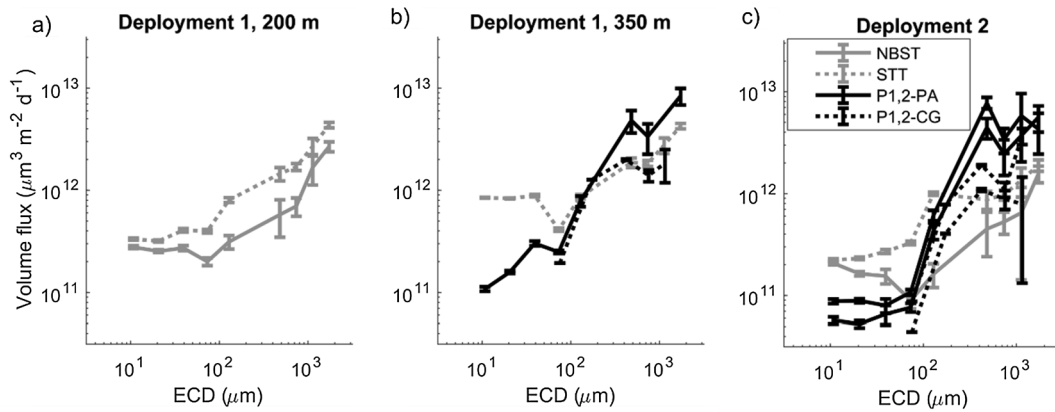 a) Deployment 1, 200 m
b) Deployment 1, 350 m
c) Deployment 2
NBST
STT
P1,2-PA
P1,2-CG
Volume flux (μm³ m⁻² d⁻¹)
10¹³
10¹²
10¹¹
10¹ 10² 10³
ECD (μm)
10¹³
10¹²
10¹¹
10¹ 10² 10³
ECD (μm)
10¹³
10¹²
10¹¹
10¹ 10² 10³
ECD (μm)